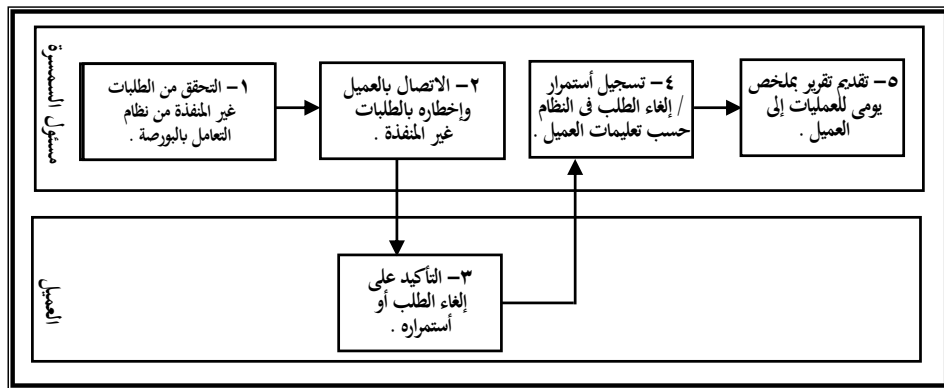 مسئول السمسرة
١– التحقق من الطلبات
غير المنفذة من نظام
التعامل بالبورصة .
٢– الاتصال بالعميل
وإخطاره بالطلبات
غير المنفذة .
٤– تسجيل أستمرار
/ إلغاء الطلب فى النظام
حسب تعليمات العميل .
٥– تقديم تقرير بملخص
يومى للعمليات إلى
العميل .
العميل
٣– التأكيد على
إلغاء الطلب أو
أستمراره .